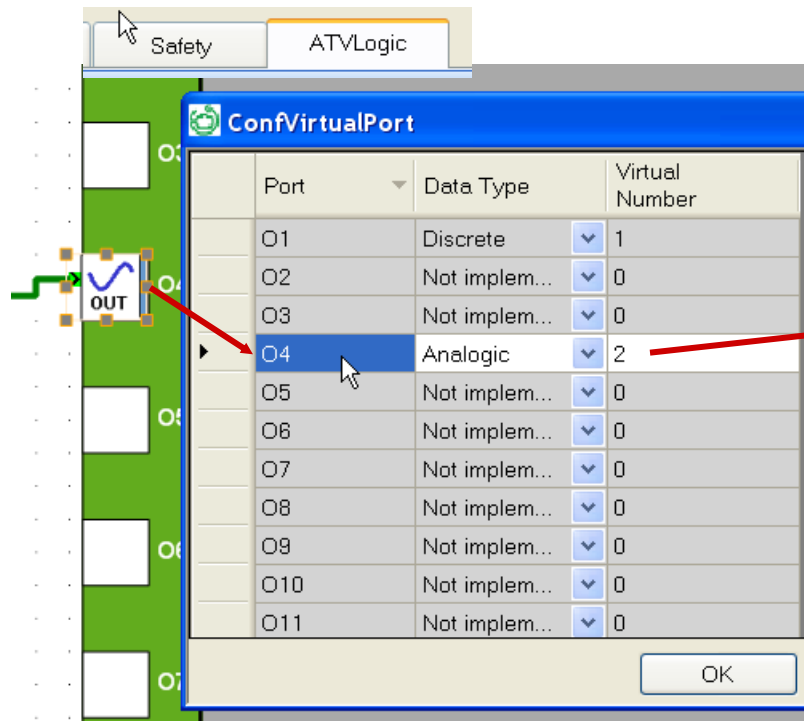 Safety ATVLogic
ConfVirtualPort
Port Data Type Virtual Number
O1 Discrete 1
O2 Not implem... 0
O3 Not implem... 0
O4 Analogic 2
O5 Not implem... 0
O6 Not implem... 0
O7 Not implem... 0
O8 Not implem... 0
O9 Not implem... 0
O10 Not implem... 0
O11 Not implem... 0
OK
O3
OUT O4
O5
O6
O7